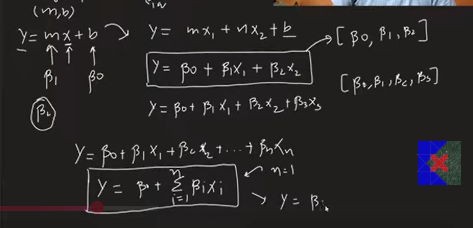 (m,b)
Y = mx + b
β1 β0
β2
Y = mx1 + nx2 + b
Y = β0 + β1x1 + β2x2
[β0, β1, β2]
Y = β0 + β1x1 + β2x2 + β3x3
[β0, β1, β2, β3]
Y = β0 + β1x1 + β2x2 + ... + βnxn
n=1
Y = β0 + Σ_{i=1}^{n} βixi
Y = β